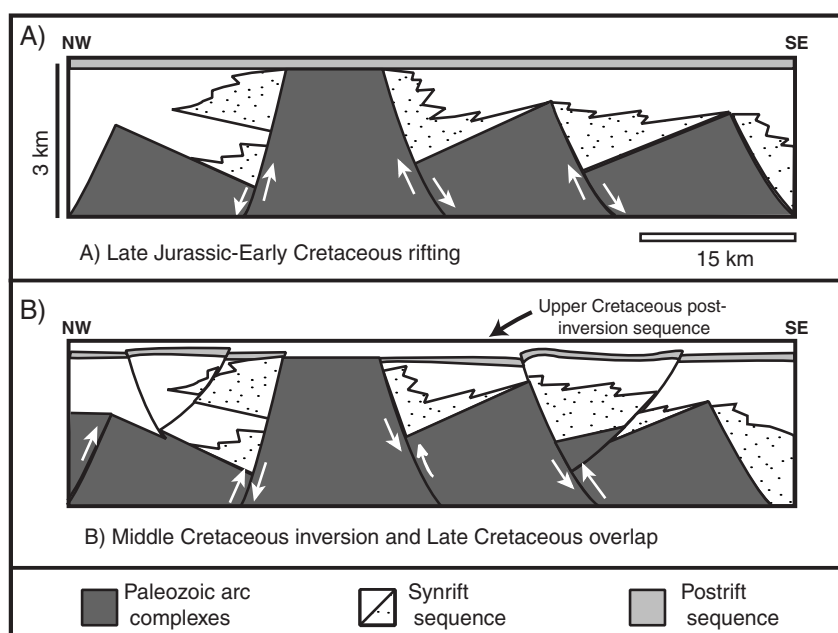 A)
NW
SE
3 km
A) Late Jurassic-Early Cretaceous rifting
15 km
B)
NW
Upper Cretaceous post-
inversion sequence
SE
B) Middle Cretaceous inversion and Late Cretaceous overlap
Paleozoic arc
complexes
Synrift
sequence
Postrift
sequence